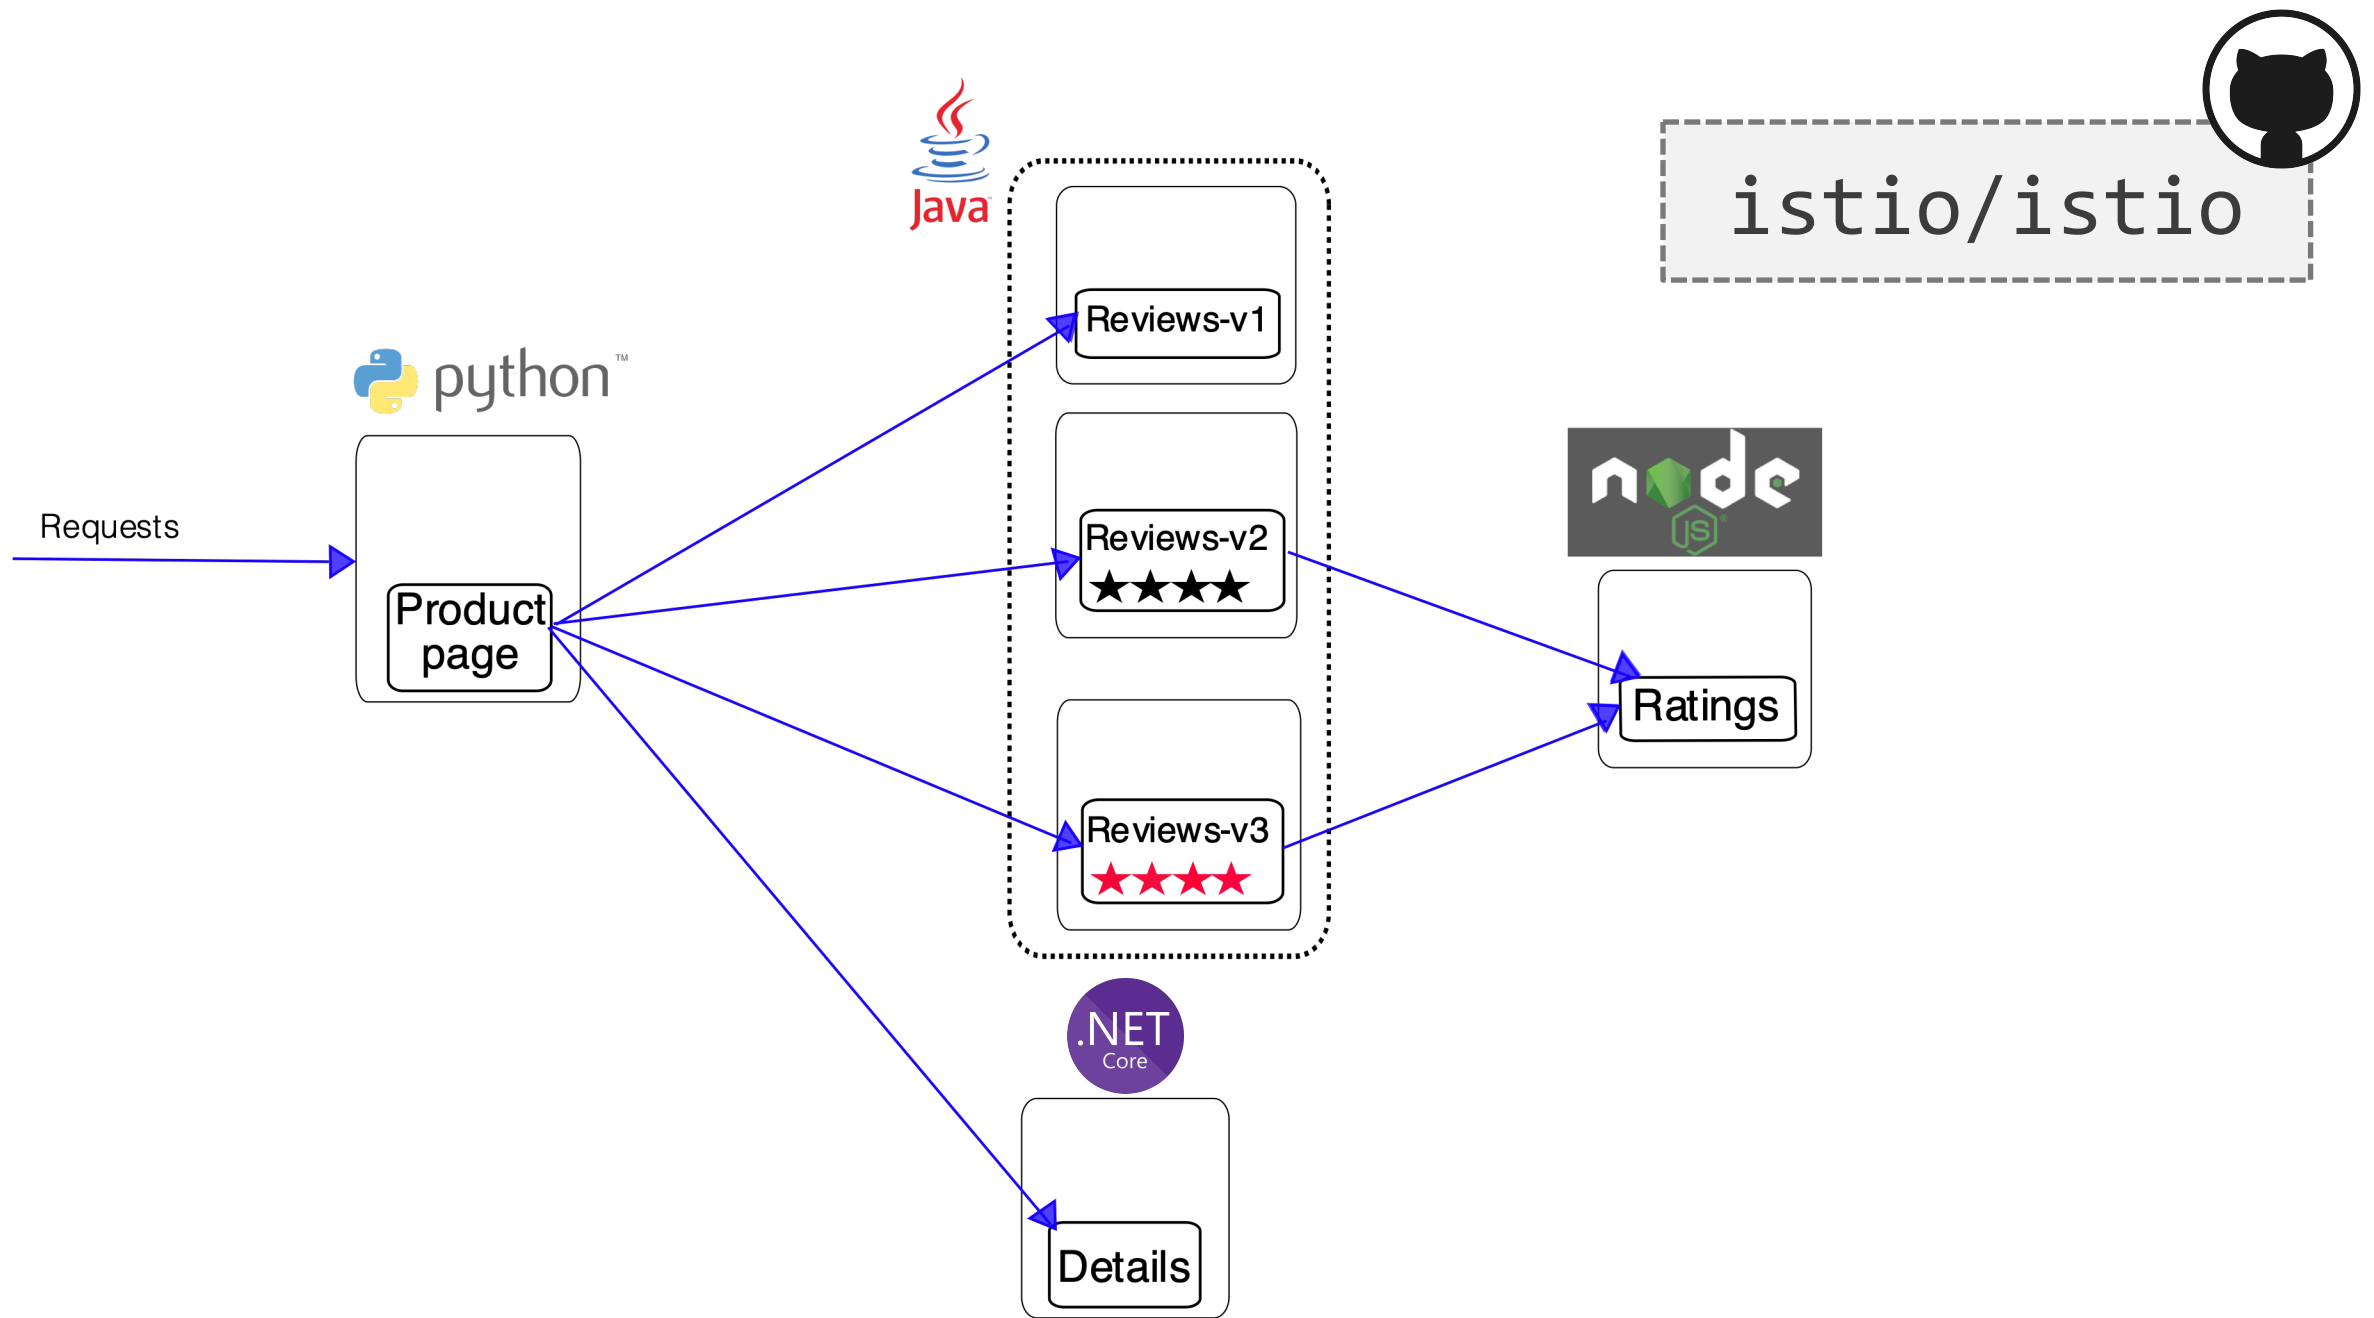 Java
istio/istio
Reviews-v1
python™
Requests
node
JS®
Reviews-v2
★★★★
Product
page
Ratings
Reviews-v3
★★★★
.NET
Core
Details